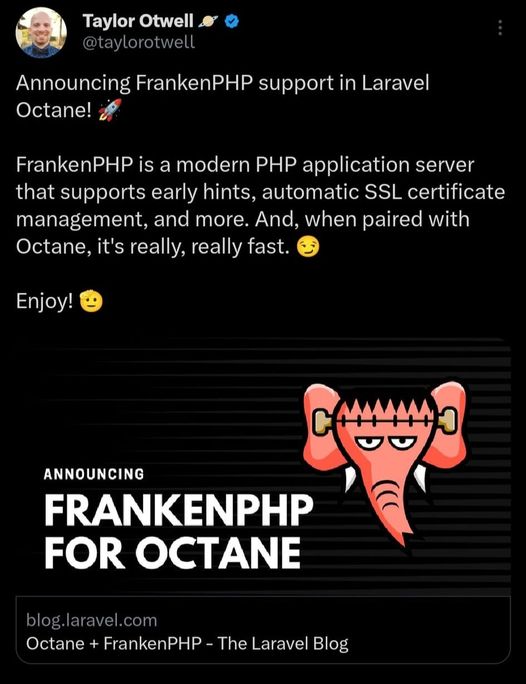 Taylor Otwell 🪐
@taylorotwell
Announcing FrankenPHP support in Laravel
Octane! 🚀
FrankenPHP is a modern PHP application server
that supports early hints, automatic SSL certificate
management, and more. And, when paired with
Octane, it's really, really fast. 😏
Enjoy! 🫡
ANNOUNCING
FRANKENPHP
FOR OCTANE
blog.laravel.com
Octane + FrankenPHP - The Laravel Blog